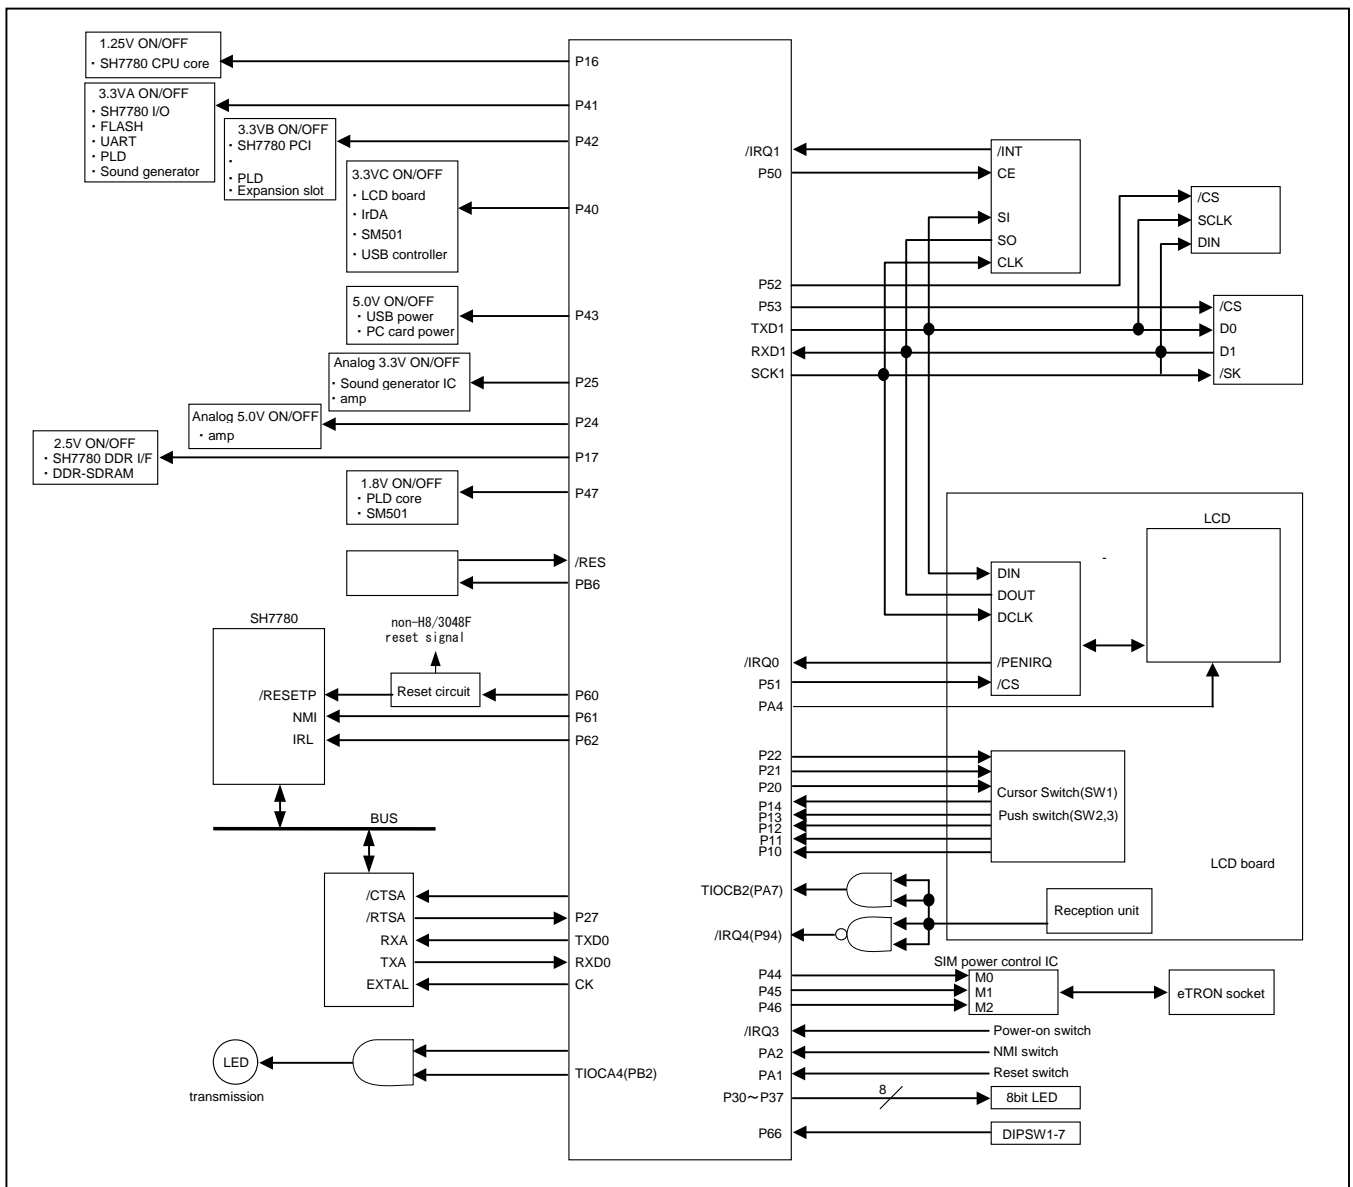 1.25V ON/OFF
・SH7780 CPU core
P16
3.3VA ON/OFF
・SH7780 I/O
・FLASH
・UART
・PLD
・Sound generator
P41
3.3VB ON/OFF
・SH7780 PCI
・
・PLD
・Expansion slot
P42
3.3VC ON/OFF
・LCD board
・IrDA
・SM501
・USB controller
P40
5.0V ON/OFF
・USB power
・PC card power
P43
Analog 3.3V ON/OFF
・Sound generator IC
・amp
P25
Analog 5.0V ON/OFF
・amp
P24
2.5V ON/OFF
・SH7780 DDR I/F
・DDR-SDRAM
P17
1.8V ON/OFF
・PLD core
・SM501
P47
/RES
PB6
SH7780
non-H8/3048F
reset signal
/RESETP
Reset circuit
P60
NMI
P61
IRL
P62
BUS
/CTSA
/RTSA
P27
RXA
TXD0
TXA
RXD0
EXTAL
CK
LED
transmission
TIOCA4(PB2)
/IRQ1
/INT
P50
CE
SI
SO
CLK
/CS
SCLK
DIN
P52
P53
/CS
TXD1
D0
RXD1
D1
SCK1
/SK
LCD
-
DIN
DOUT
DCLK
/IRQ0
/PENIRQ
P51
/CS
PA4
P22
P21
P20
P14
P13
P12
P11
P10
Cursor Switch(SW1)
Push switch(SW2,3)
LCD board
TIOCB2(PA7)
/IRQ4(P94)
Reception unit
SIM power control IC
P44
M0
P45
M1
P46
M2
eTRON socket
/IRQ3
Power-on switch
PA2
NMI switch
PA1
Reset switch
P30～P37
8
8bit LED
P66
DIPSW1-7